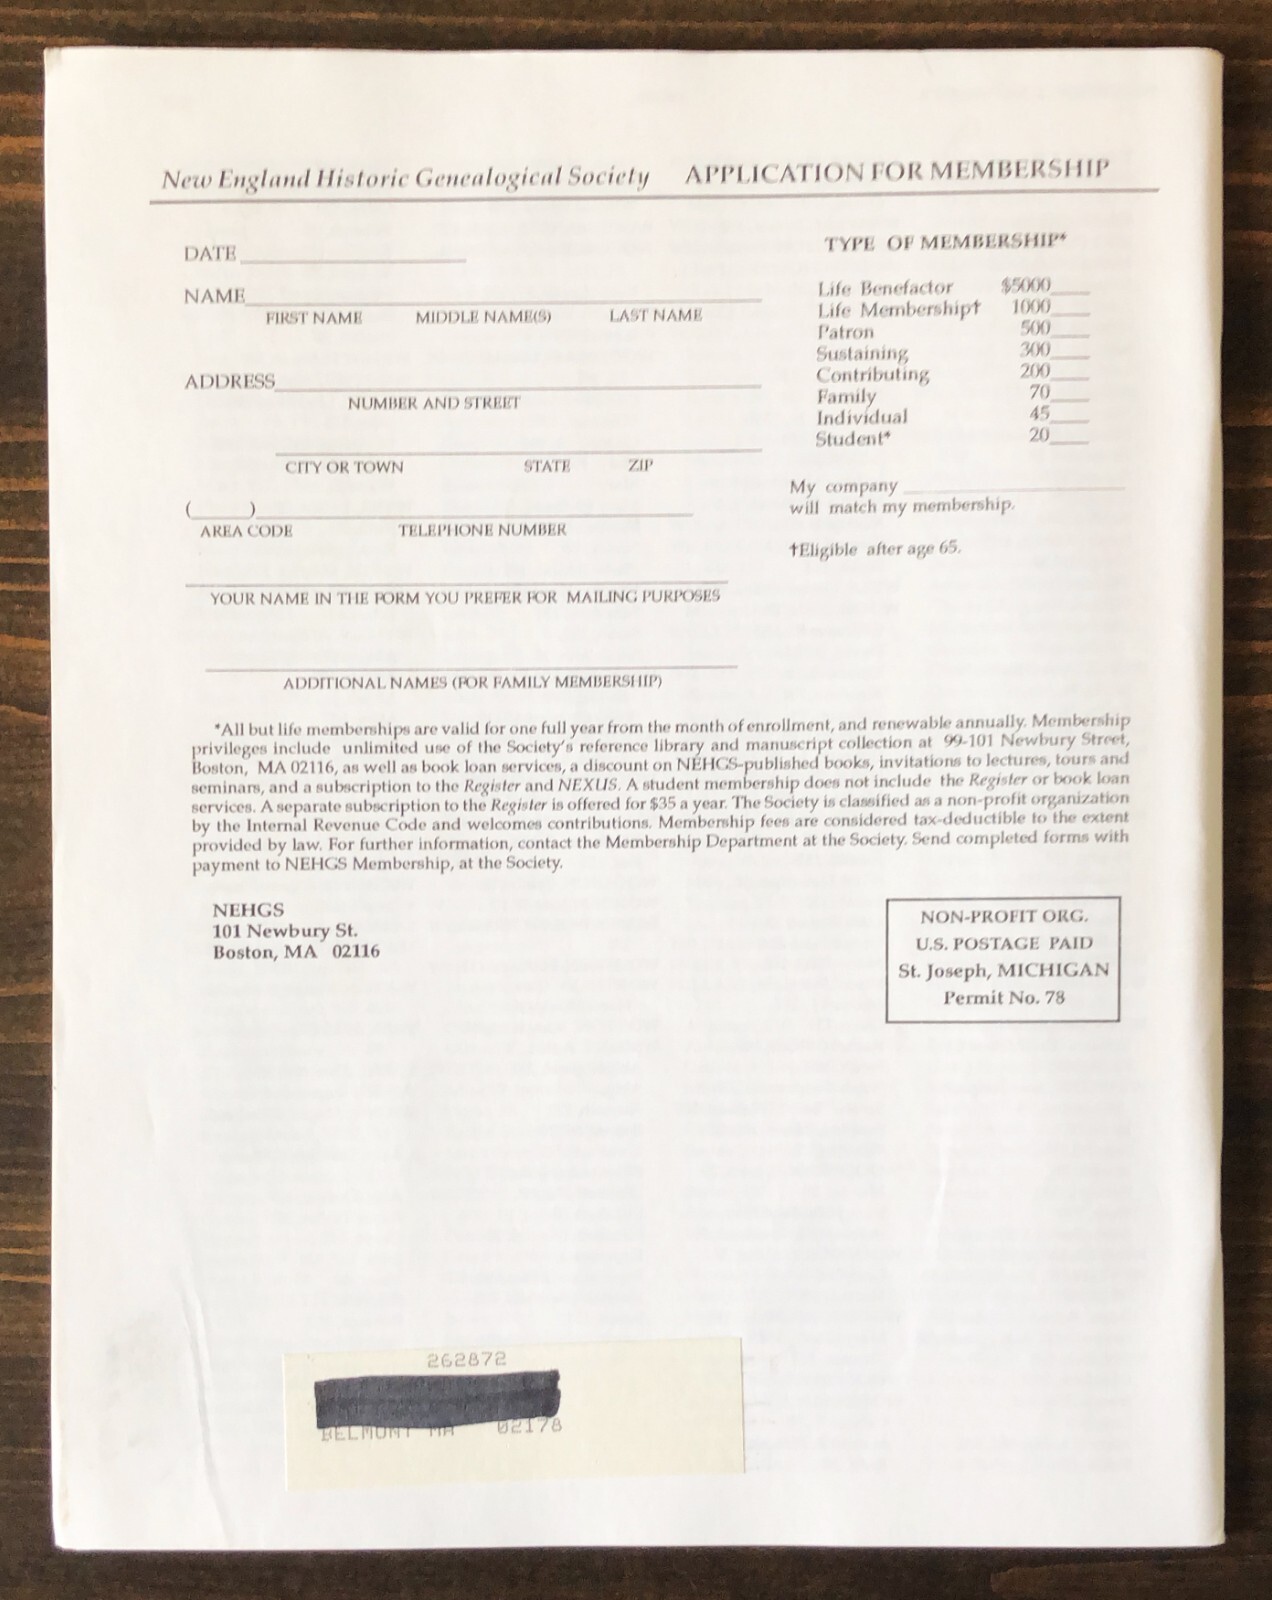 New England Historic Genealogical Society APPLICATION FOR MEMBERSHIP
DATE
NAME
FIRST NAME MIDDLE NAME(S) LAST NAME
ADDRESS
NUMBER AND STREET
CITY OR TOWN STATE ZIP
( )
AREA CODE TELEPHONE NUMBER
YOUR NAME IN THE FORM YOU PREFER FOR MAILING PURPOSES
ADDITIONAL NAMES (FOR FAMILY MEMBERSHIP)
TYPE OF MEMBERSHIP*
Life Benefactor $5000
Life Membership† 1000
Patron 500
Sustaining 300
Contributing 200
Family 70
Individual 45
Student* 20
My company
will match my membership.
†Eligible after age 65.
*All but life memberships are valid for one full year from the month of enrollment, and renewable annually. Membership
privileges include unlimited use of the Society's reference library and manuscript collection at 99-101 Newbury Street,
Boston, MA 02116, as well as book loan services, a discount on NEHGS-published books, invitations to lectures, tours and
seminars, and a subscription to the Register and NEXUS. A student membership does not include the Register or book loan
services. A separate subscription to the Register is offered for $35 a year. The Society is classified as a non-profit organization
by the Internal Revenue Code and welcomes contributions. Membership fees are considered tax-deductible to the extent
provided by law. For further information, contact the Membership Department at the Society. Send completed forms with
payment to NEHGS Membership, at the Society.
NEHGS
101 Newbury St.
Boston, MA 02116
NON-PROFIT ORG.
U.S. POSTAGE PAID
St. Joseph, MICHIGAN
Permit No. 78
262872
BELMONT MA 02178